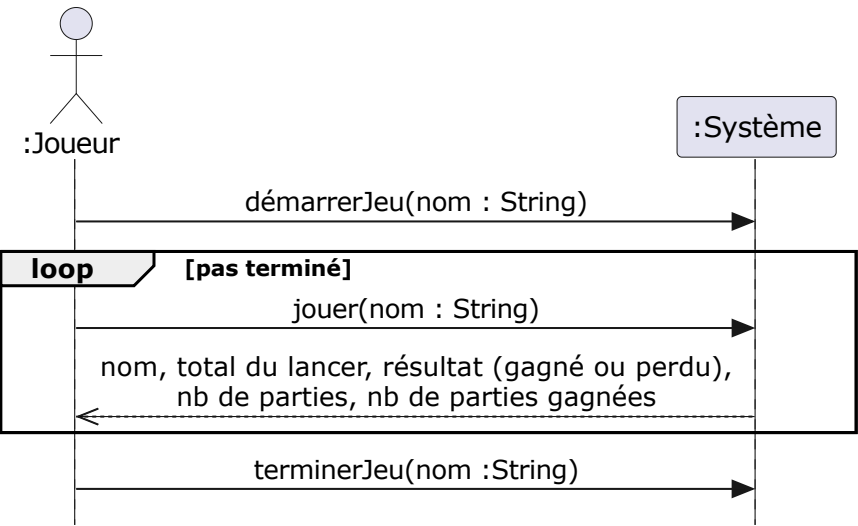 :Joueur
:Système
démarrerJeu(nom : String)
loop
[pas terminé]
jouer(nom : String)
nom, total du lancer, résultat (gagné ou perdu),
nb de parties, nb de parties gagnées
terminerJeu(nom :String)